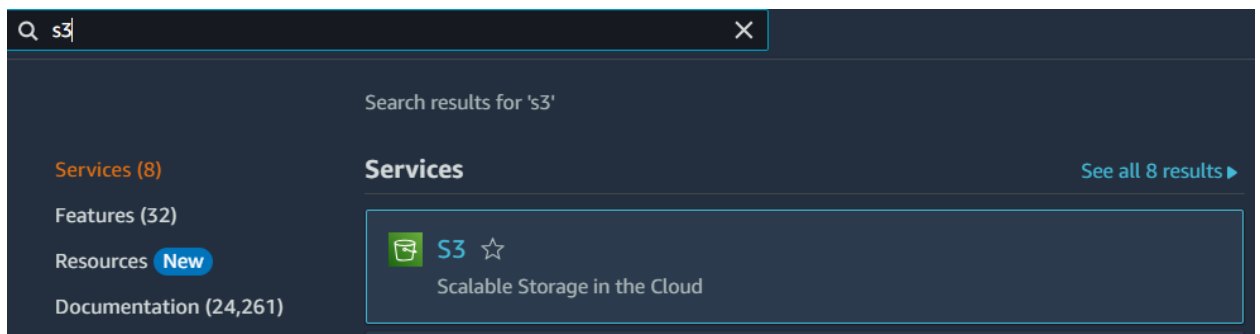 s3
Search results for 's3'
Services (8)
Features (32)
Resources New
Documentation (24,261)
Services
See all 8 results
S3
Scalable Storage in the Cloud